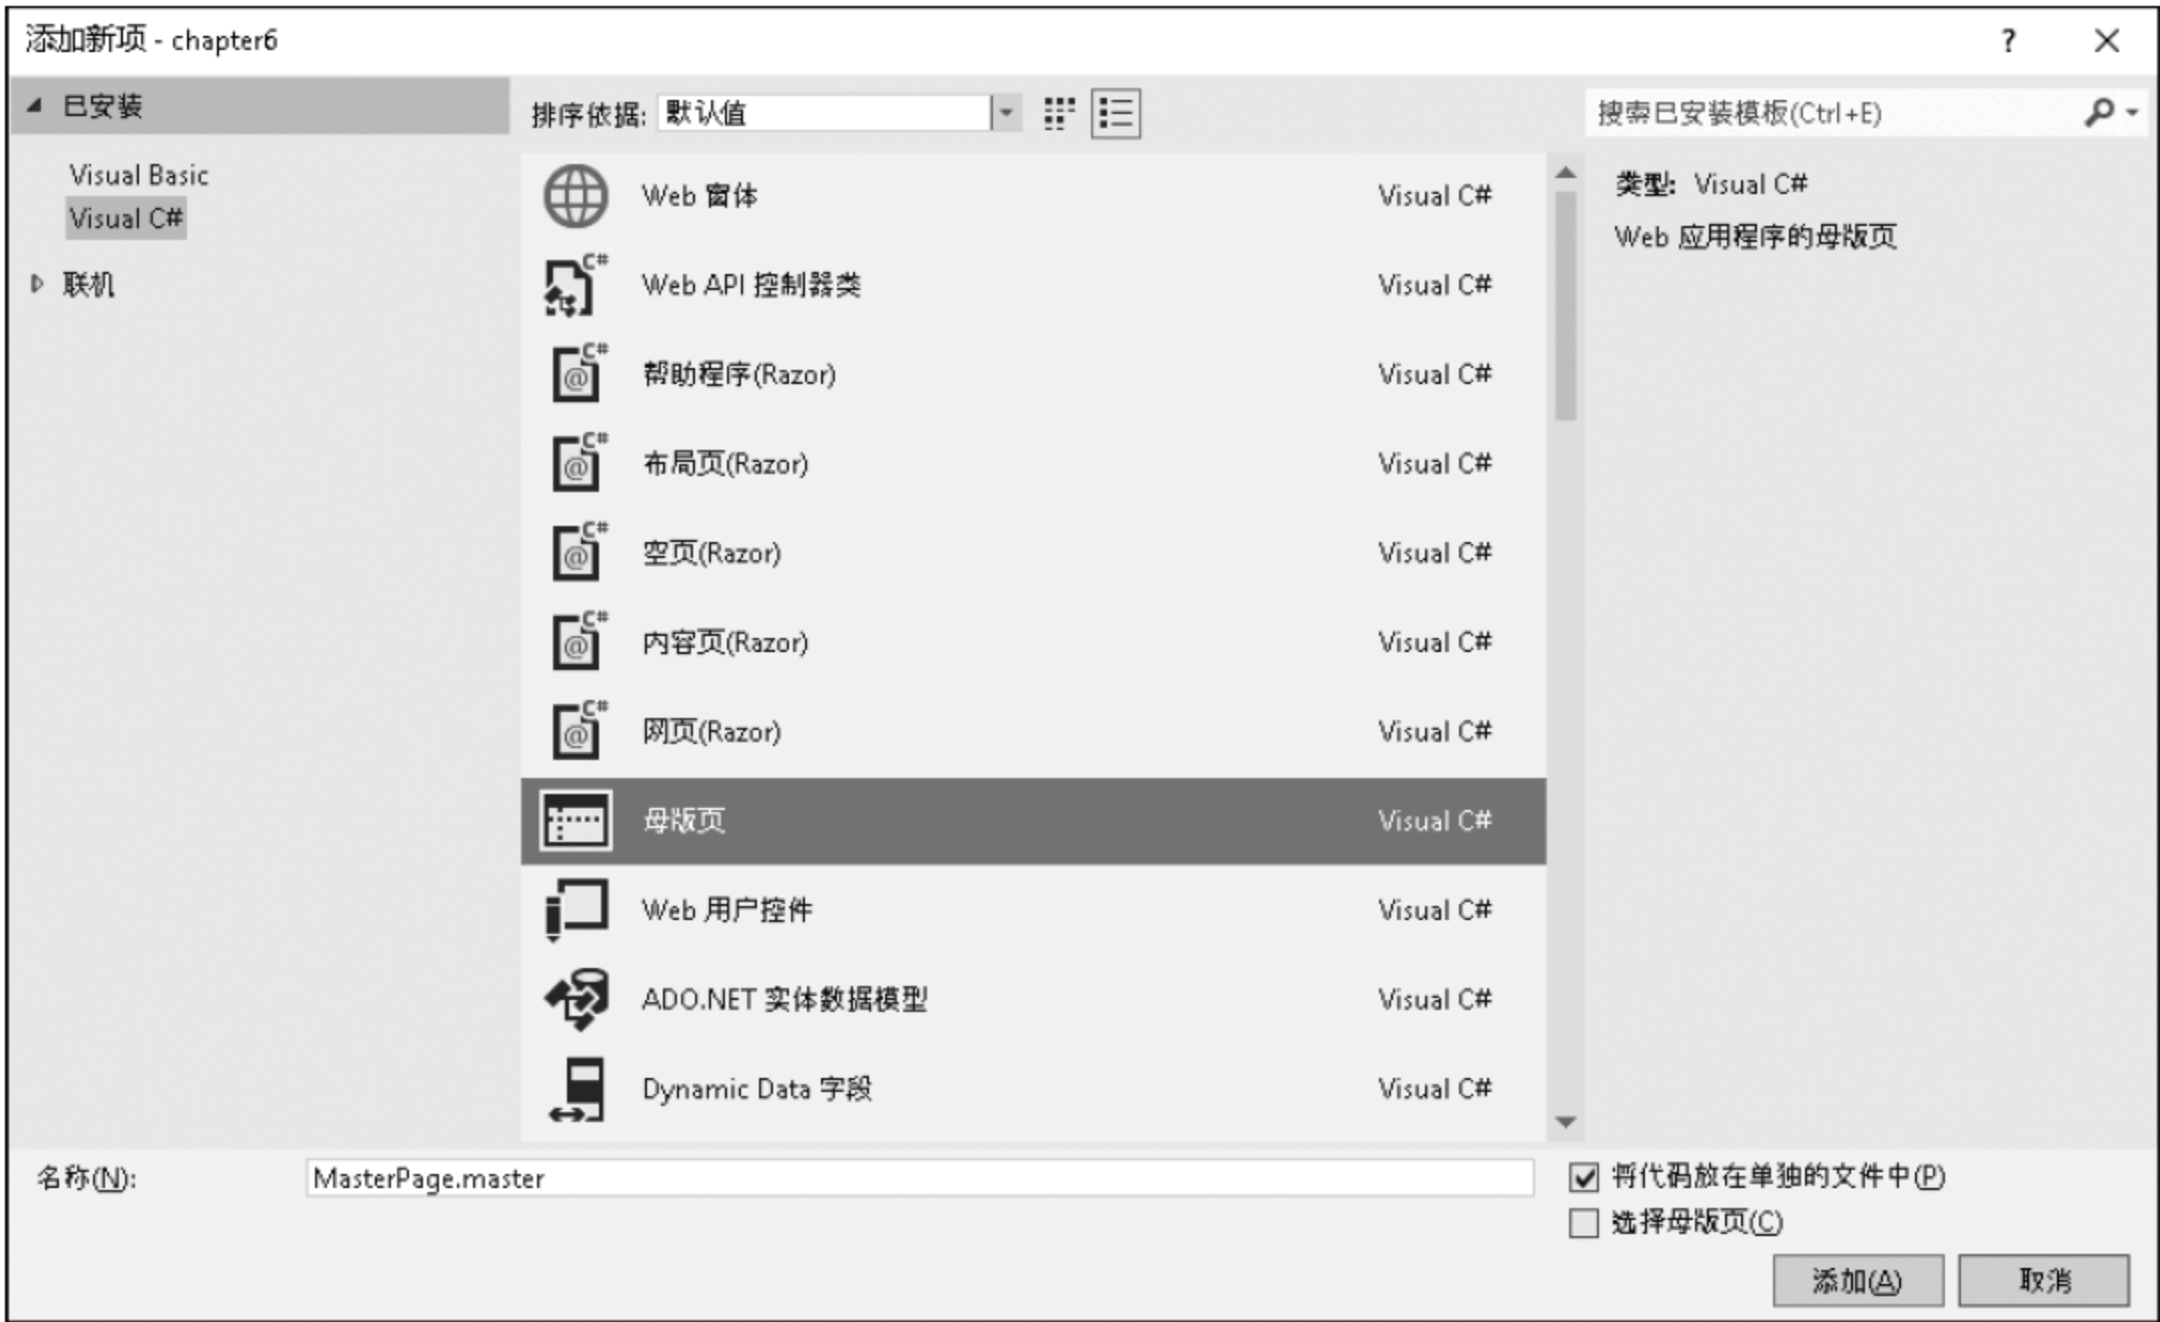 添加新项 - chapter6
?
已安装
Visual Basic
Visual C#
联机
排序依据: 默认值
搜索已安装模板(Ctrl+E)
Web 窗体 Visual C#
Web API 控制器类 Visual C#
帮助程序(Razor) Visual C#
布局页(Razor) Visual C#
空页(Razor) Visual C#
内容页(Razor) Visual C#
网页(Razor) Visual C#
母版页 Visual C#
Web 用户控件 Visual C#
ADO.NET 实体数据模型 Visual C#
Dynamic Data 字段 Visual C#
类型: Visual C#
Web 应用程序的母版页
名称(N): MasterPage.master
将代码放在单独的文件中(P)
选择母版页(C)
添加(A) 取消